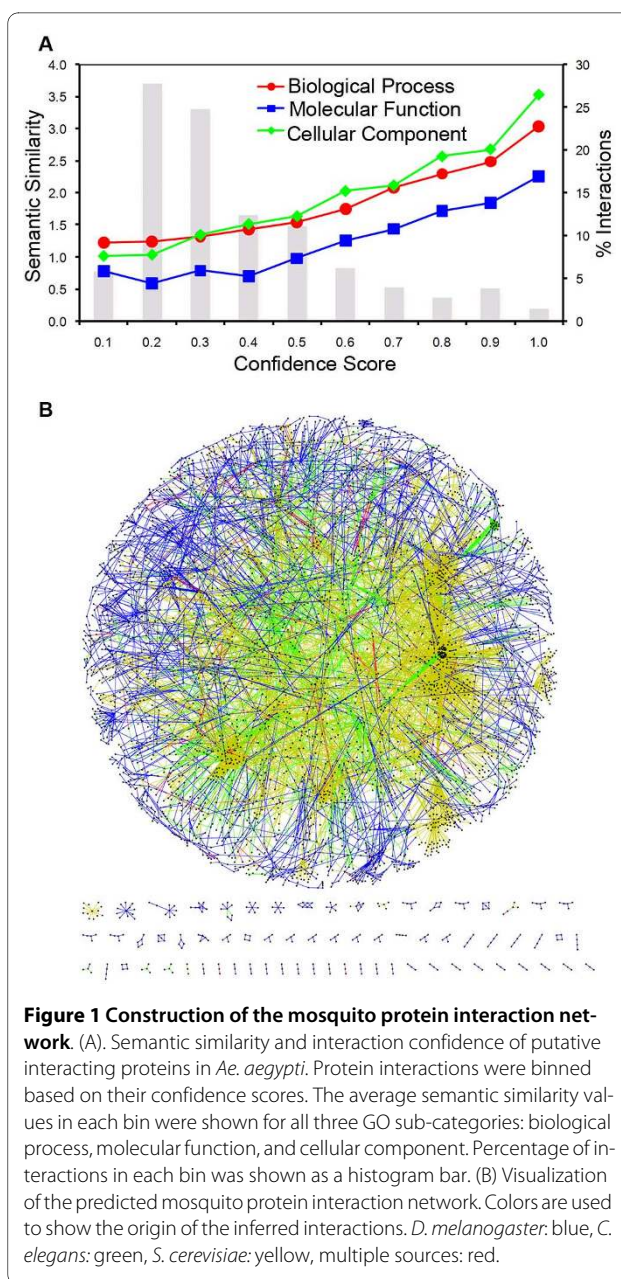 A
4.0
3.5
3.0
2.5
2.0
1.5
1.0
0.5
0.0
Semantic Similarity
Biological Process
Molecular Function
Cellular Component
30
25
20
15
10
5
0
% Interactions
0.1 0.2 0.3 0.4 0.5 0.6 0.7 0.8 0.9 1.0
Confidence Score
B
Figure 1 Construction of the mosquito protein interaction net-
work. (A). Semantic similarity and interaction confidence of putative
interacting proteins in Ae. aegypti. Protein interactions were binned
based on their confidence scores. The average semantic similarity val-
ues in each bin were shown for all three GO sub-categories: biological
process, molecular function, and cellular component. Percentage of in-
teractions in each bin was shown as a histogram bar. (B) Visualization
of the predicted mosquito protein interaction network. Colors are used
to show the origin of the inferred interactions. D. melanogaster: blue, C.
elegans: green, S. cerevisiae: yellow, multiple sources: red.